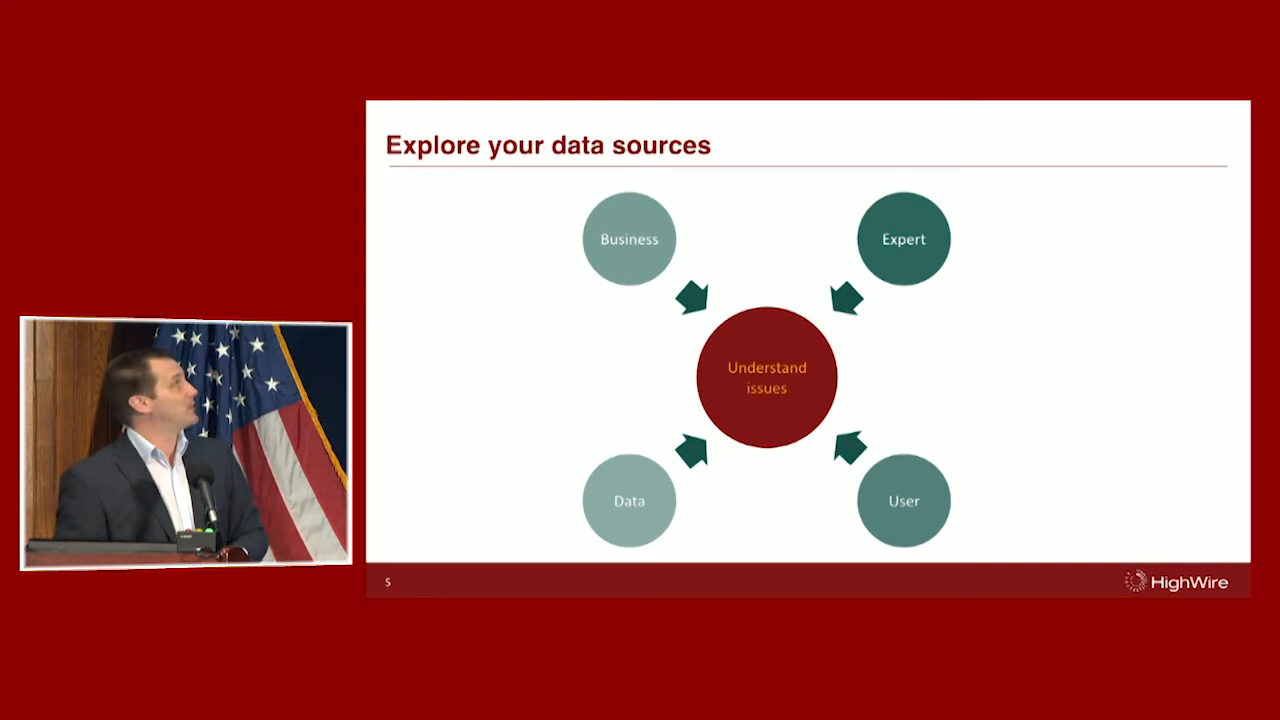 Explore your data sources
Business
Expert
Understand
issues
Data
User
5
HighWire